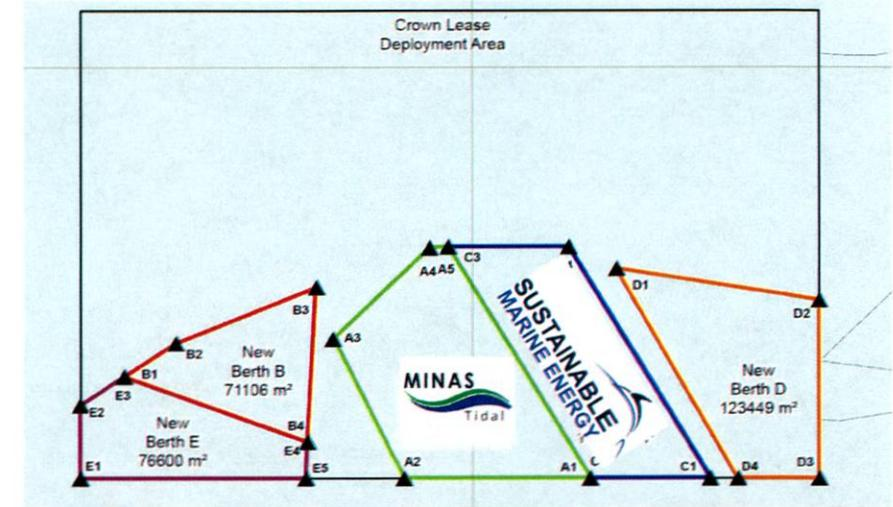 Crown Lease
Deployment Area
A4
A5
C3
D1
D2
B3
B2
A3
B1
E3
E2
New
Berth B
71106 m²
New
Berth E
76600 m²
B4
E4
E1
E5
MINAS
Tidal
A2
A1
SUSTAINABLE
MARINE ENERGY
C1
New
Berth D
123449 m²
D4
D3